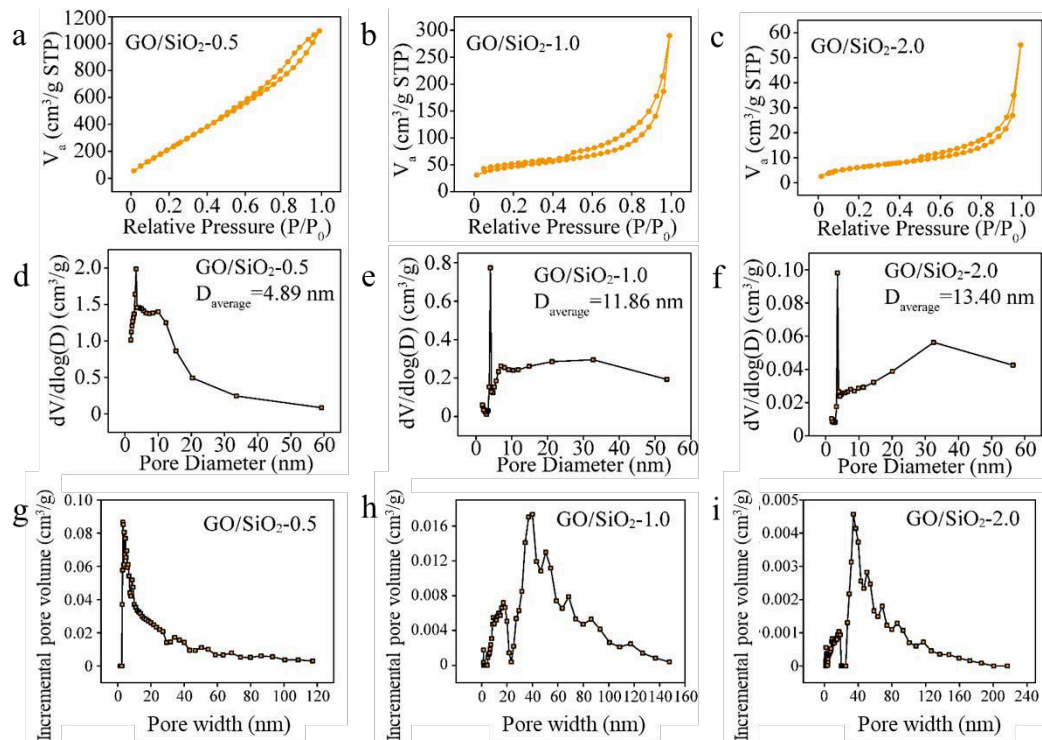 a
GO/SiO₂-0.5
Vₐ (cm³/g STP)
1200
1000
800
600
400
200
0
0 0.2 0.4 0.6 0.8 1.0
Relative Pressure (P/P₀)
b
GO/SiO₂-1.0
Vₐ (cm³/g STP)
300
250
200
150
100
50
0
0 0.2 0.4 0.6 0.8 1.0
Relative Pressure (P/P₀)
c
GO/SiO₂-2.0
Vₐ (cm³/g STP)
60
50
40
30
20
10
0
0 0.2 0.4 0.6 0.8 1.0
Relative Pressure (P/P₀)
d
GO/SiO₂-0.5
D_average=4.89 nm
dV/dlog(D) (cm³/g)
2.0
1.5
1.0
0.5
0
0 10 20 30 40 50 60
Pore Diameter (nm)
e
GO/SiO₂-1.0
D_average=11.86 nm
dV/dlog(D) (cm³/g)
0.8
0.6
0.4
0.2
0
0 10 20 30 40 50 60
Pore Diameter (nm)
f
GO/SiO₂-2.0
D_average=13.40 nm
dV/dlog(D) (cm³/g)
0.10
0.08
0.06
0.04
0.02
0
0 10 20 30 40 50 60
Pore Diameter (nm)
g
GO/SiO₂-0.5
Incremental pore volume (cm³/g)
0.10
0.08
0.06
0.04
0.02
0
0 20 40 60 80 100 120
Pore width (nm)
h
GO/SiO₂-1.0
Incremental pore volume (cm³/g)
0.016
0.012
0.008
0.004
0
0 20 40 60 80 100 120 140 160
Pore width (nm)
i
GO/SiO₂-2.0
Incremental pore volume (cm³/g)
0.005
0.004
0.003
0.002
0.001
0
0 40 80 120 160 200 240
Pore width (nm)